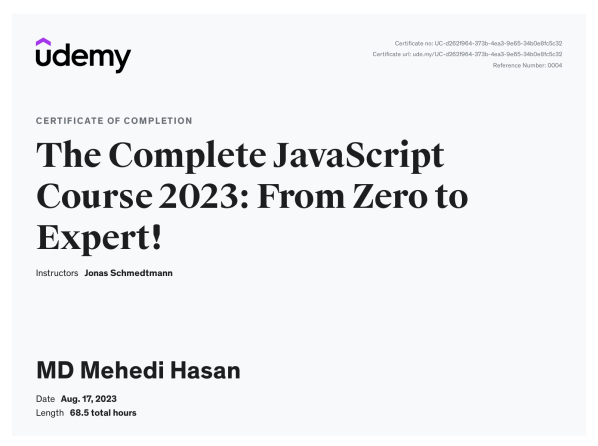 udemy
Certificate no: UC-d262f964-373b-4ea3-9e65-34b0e8fc5c32
Certificate url: ude.my/UC-d262f964-373b-4ea3-9e65-34b0e8fc5c32
Reference Number: 0004
CERTIFICATE OF COMPLETION
The Complete JavaScript
Course 2023: From Zero to
Expert!
Instructors Jonas Schmedtmann
MD Mehedi Hasan
Date Aug. 17, 2023
Length 68.5 total hours